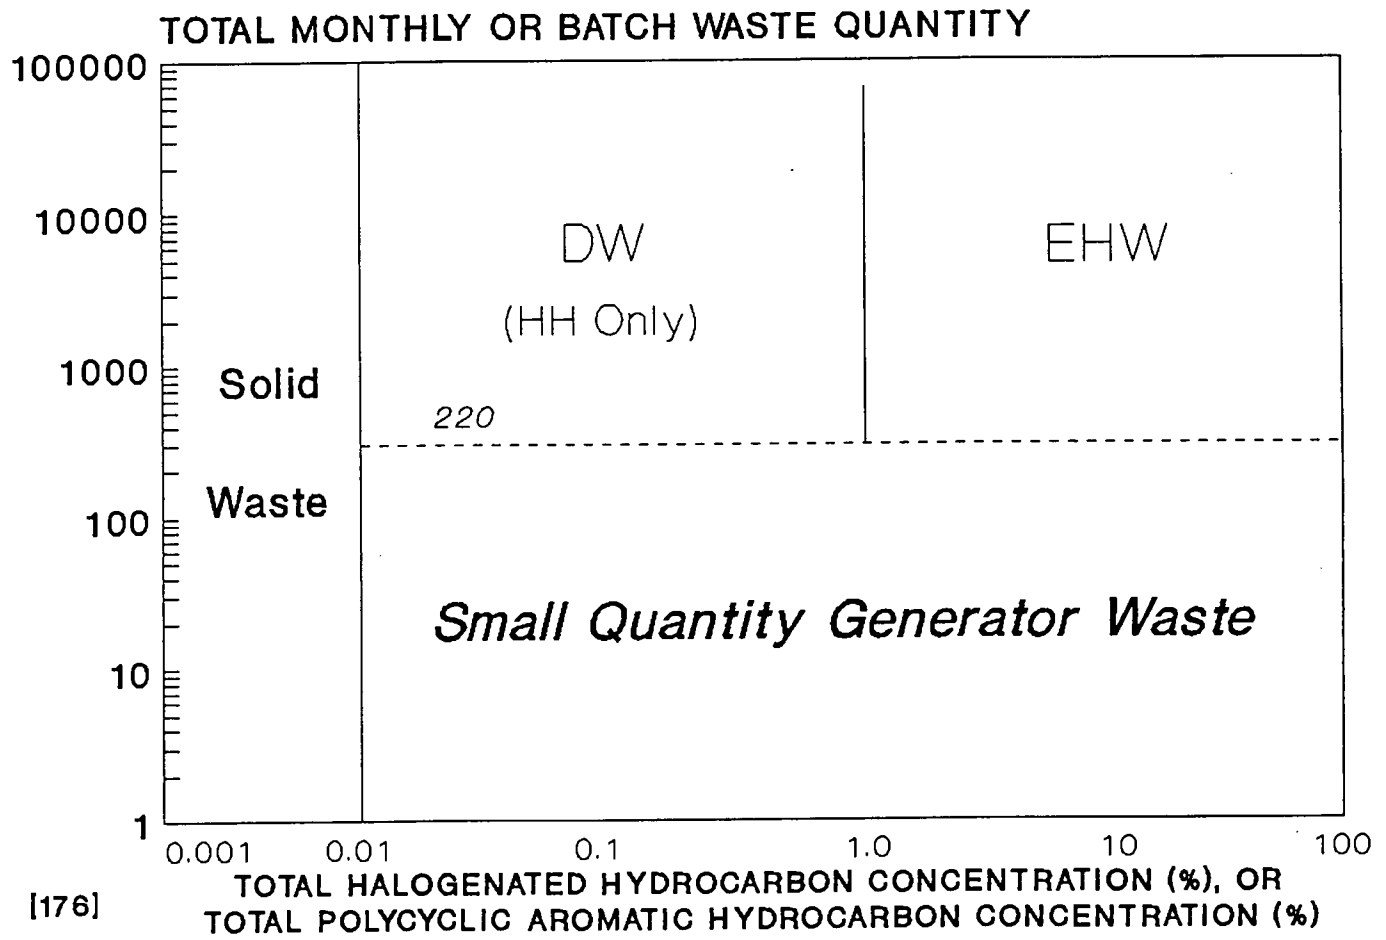 TOTAL MONTHLY OR BATCH WASTE QUANTITY
100000
10000
1000
100
10
1
DW
(HH Only)
EHW
Solid
Waste
220
Small Quantity Generator Waste
0.001 0.01 0.1 1.0 10 100
TOTAL HALOGENATED HYDROCARBON CONCENTRATION (%), OR
TOTAL POLYCYCLIC AROMATIC HYDROCARBON CONCENTRATION (%)
[176]